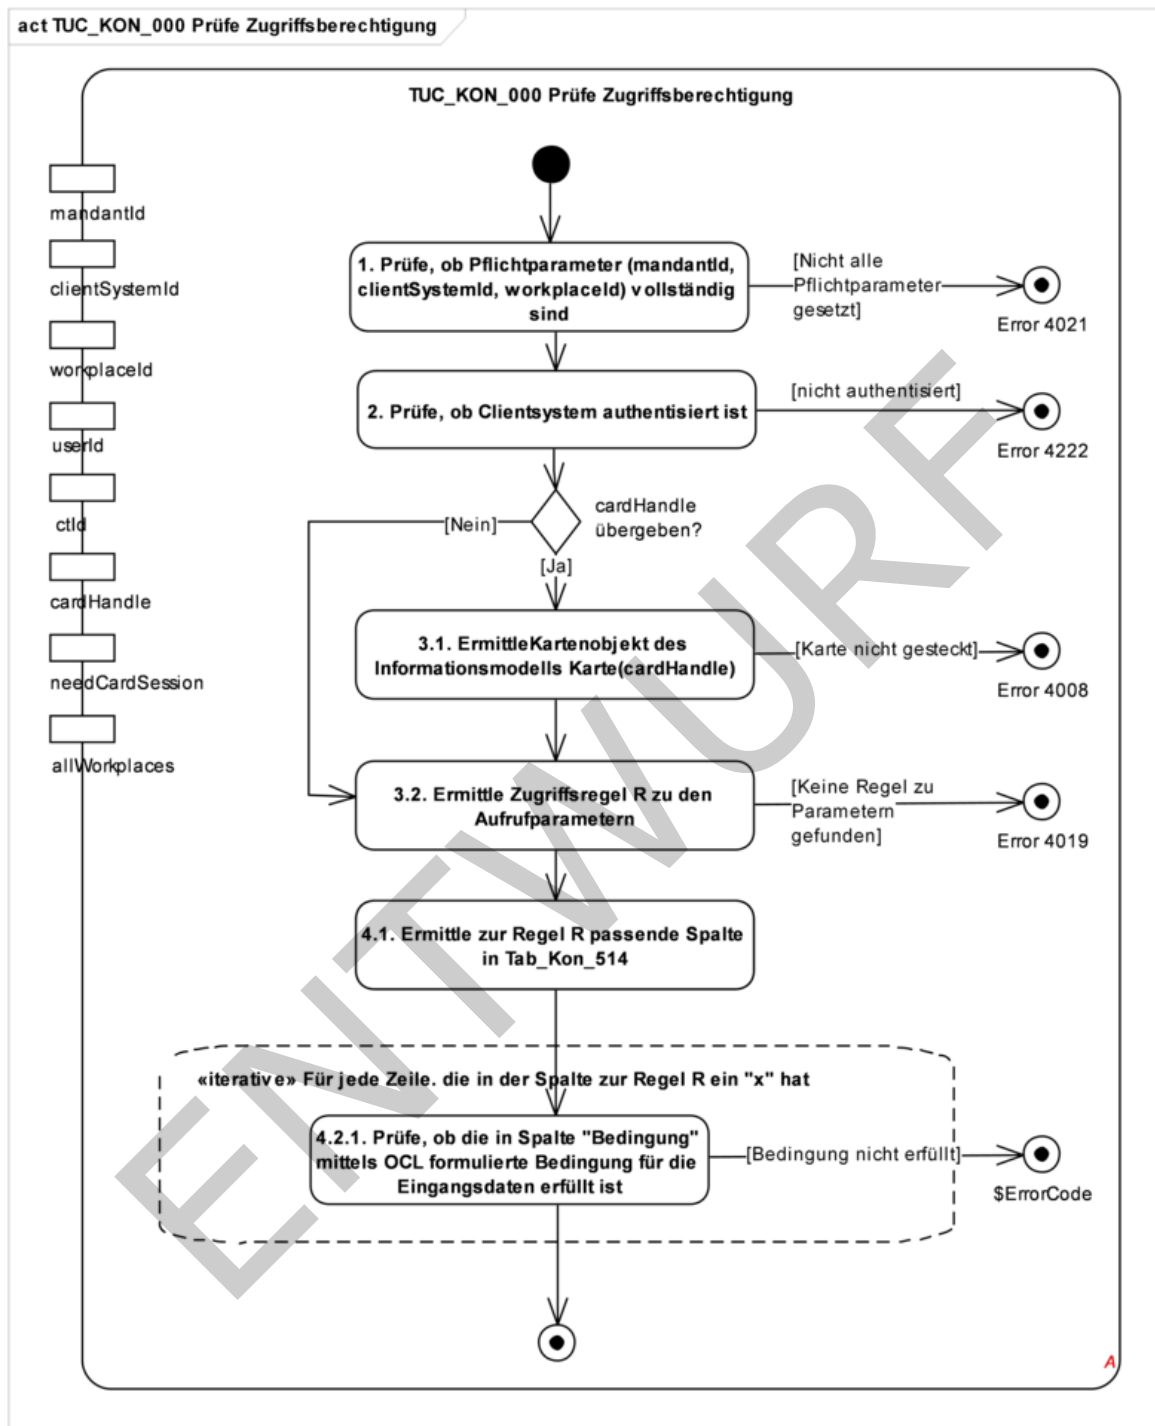 act TUC_KON_000 Prüfe Zugriffsberechtigung
TUC_KON_000 Prüfe Zugriffsberechtigung
mandantId
clientSystemId
workplaceId
userId
ctId
cardHandle
needCardSession
allWorkplaces
1. Prüfe, ob Pflichtparameter (mandantId,
clientSystemId, workplaceId) vollständig
sind
[Nicht alle
Pflichtparameter
gesetzt]
Error 4021
2. Prüfe, ob Clientsystem authentisiert ist
[nicht authentisiert]
Error 4222
cardHandle
übergeben?
[Nein]
[Ja]
3.1. ErmittleKartenobjekt des
Informationsmodells Karte(cardHandle)
[Karte nicht gesteckt]
Error 4008
3.2. Ermittle Zugriffsregel R zu den
Aufrufparametern
[Keine Regel zu
Parametern
gefunden]
Error 4019
4.1. Ermittle zur Regel R passende Spalte
in Tab_Kon_514
«iterative» Für jede Zeile. die in der Spalte zur Regel R ein "x" hat
4.2.1. Prüfe, ob die in Spalte "Bedingung"
mittels OCL formulierte Bedingung für die
Eingangsdaten erfüllt ist
[Bedingung nicht erfüllt]
$ErrorCode
A
ENTWURF